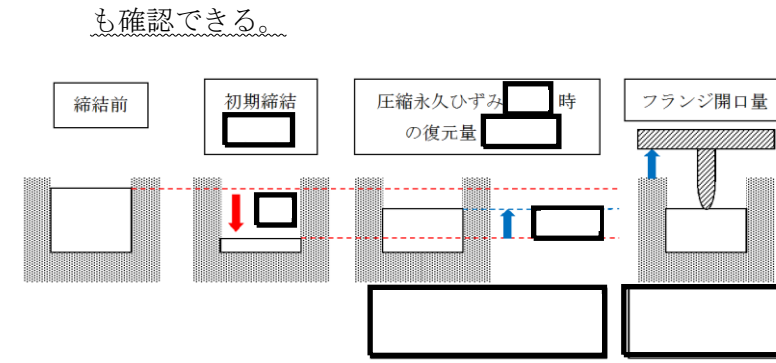 も確認できる。
締結前
初期締結
圧縮永久ひずみ 時
の復元量
フランジ開口量